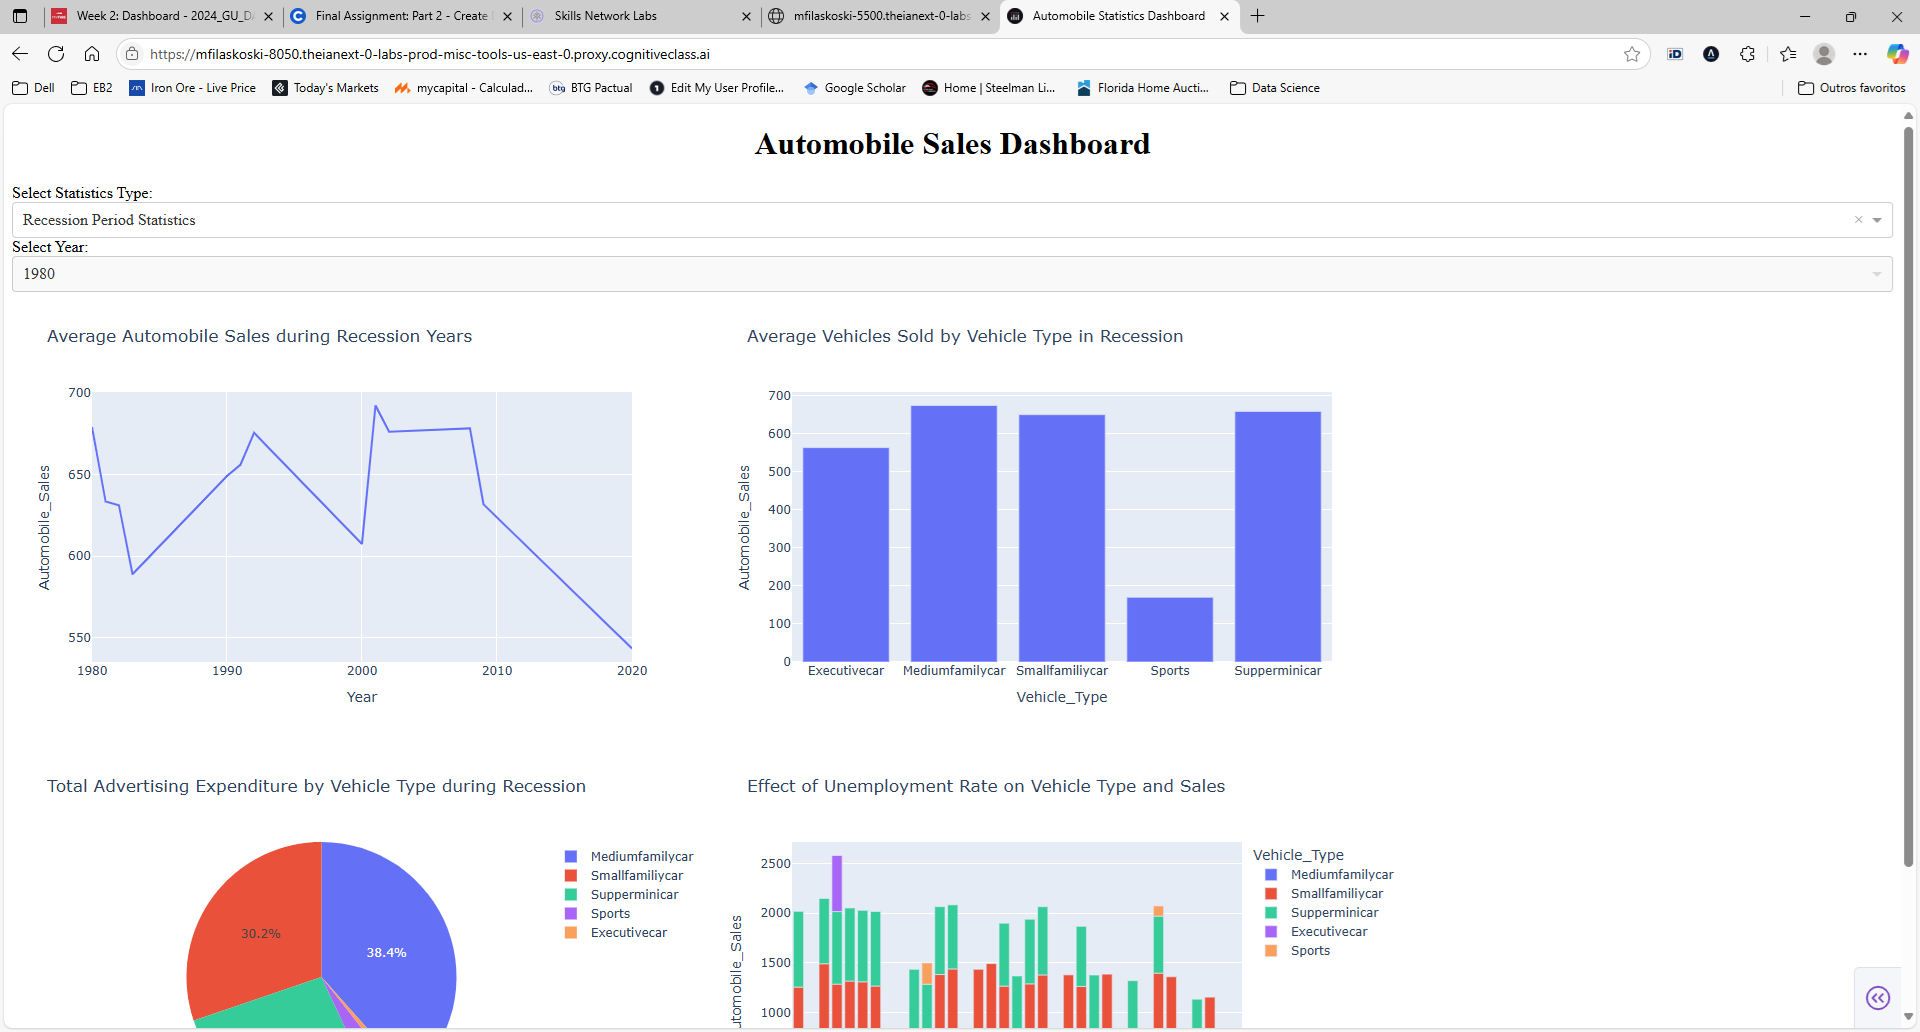 Week 2: Dashboard - 2024_GU_D
Final Assignment: Part 2 - Create
Skills Network Labs
mfilaskoski-5500.theianext-0-labs
Automobile Statistics Dashboard
https://mfilaskoski-8050.theianext-0-labs-prod-misc-tools-us-east-0.proxy.cognitiveclass.ai
Dell
EB2
Iron Ore - Live Price
Today's Markets
mycapital - Calculad...
btg
BTG Pactual
Edit My User Profile...
Google Scholar
Home | Steelman Li...
Florida Home Aucti...
Data Science
Outros favoritos
Automobile Sales Dashboard
Select Statistics Type:
Recession Period Statistics
Select Year:
1980
Average Automobile Sales during Recession Years
700
650
600
550
Automobile_Sales
1980 1990 2000 2010 2020
Year
Average Vehicles Sold by Vehicle Type in Recession
700
600
500
400
300
200
100
0
Automobile_Sales
Executivecar Mediumfamilycar Smallfamiliycar Sports Supperminicar
Vehicle_Type
Total Advertising Expenditure by Vehicle Type during Recession
30.2%
38.4%
Mediumfamilycar
Smallfamiliycar
Supperminicar
Sports
Executivecar
Effect of Unemployment Rate on Vehicle Type and Sales
2500
2000
1500
1000
utomobile_Sales
Vehicle_Type
Mediumfamilycar
Smallfamiliycar
Supperminicar
Executivecar
Sports